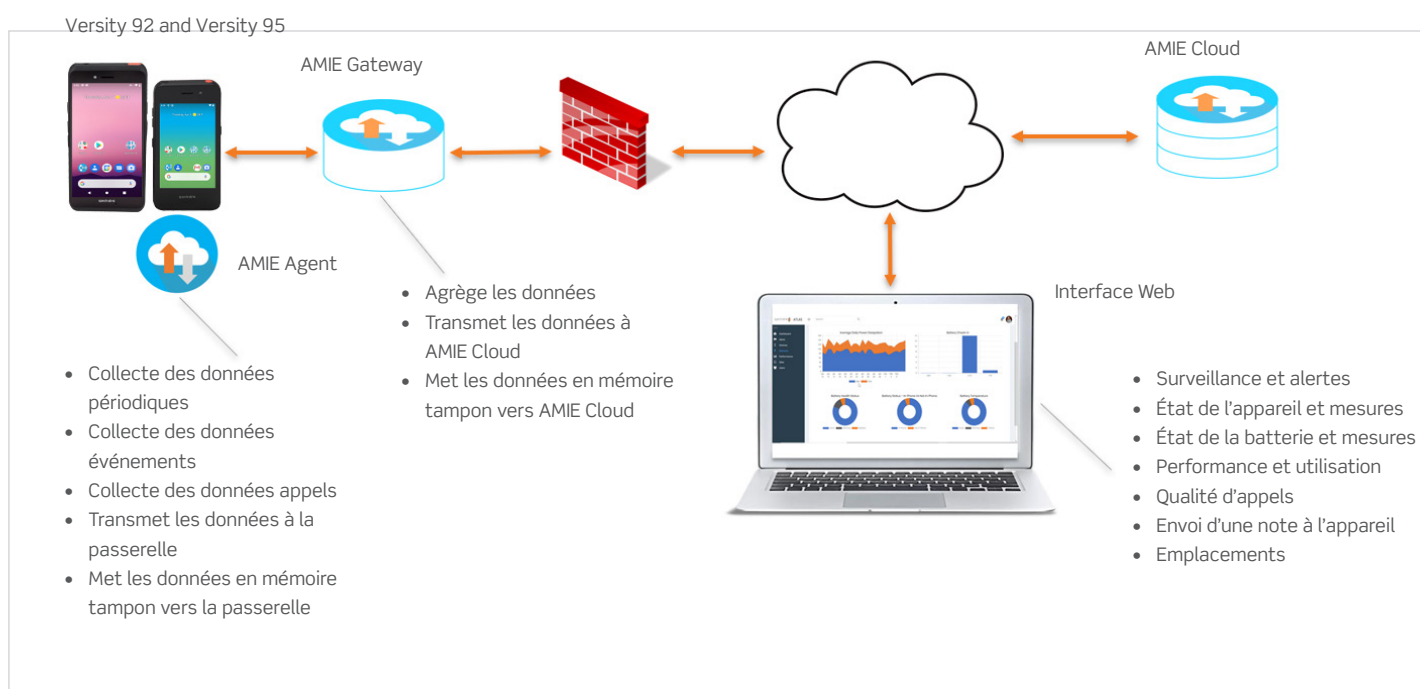 Versity 92 and Versity 95
AMIE Gateway
AMIE Cloud
AMIE Agent
• Collecte des données
périodiques
• Collecte des données
événements
• Collecte des données appels
• Transmet les données à la
passerelle
• Met les données en mémoire
tampon vers la passerelle
• Agrège les données
• Transmet les données à
AMIE Cloud
• Met les données en mémoire
tampon vers AMIE Cloud
Interface Web
• Surveillance et alertes
• État de l’appareil et mesures
• État de la batterie et mesures
• Performance et utilisation
• Qualité d’appels
• Envoi d’une note à l’appareil
• Emplacements